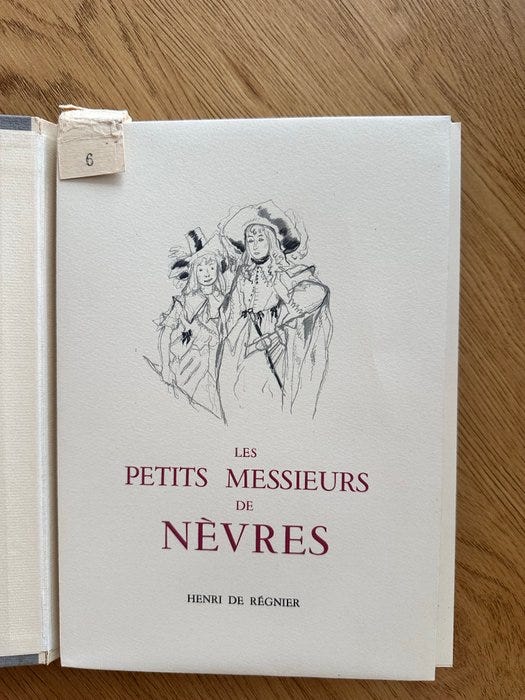 6
LES
PETITS MESSIEURS
DE
NÈVRES
HENRI DE RÉGNIER